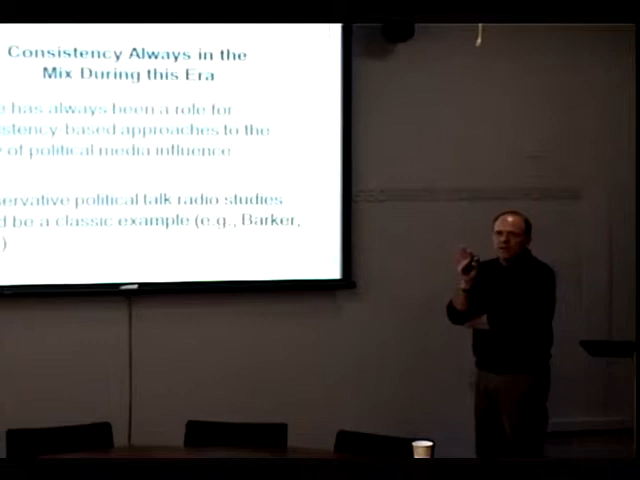 Consistency Always in the
Mix During this Era
e has always been a role for
istency-based approaches to the
of political media influence
servative political talk radio studies
d be a classic example (e.g., Barker,
)